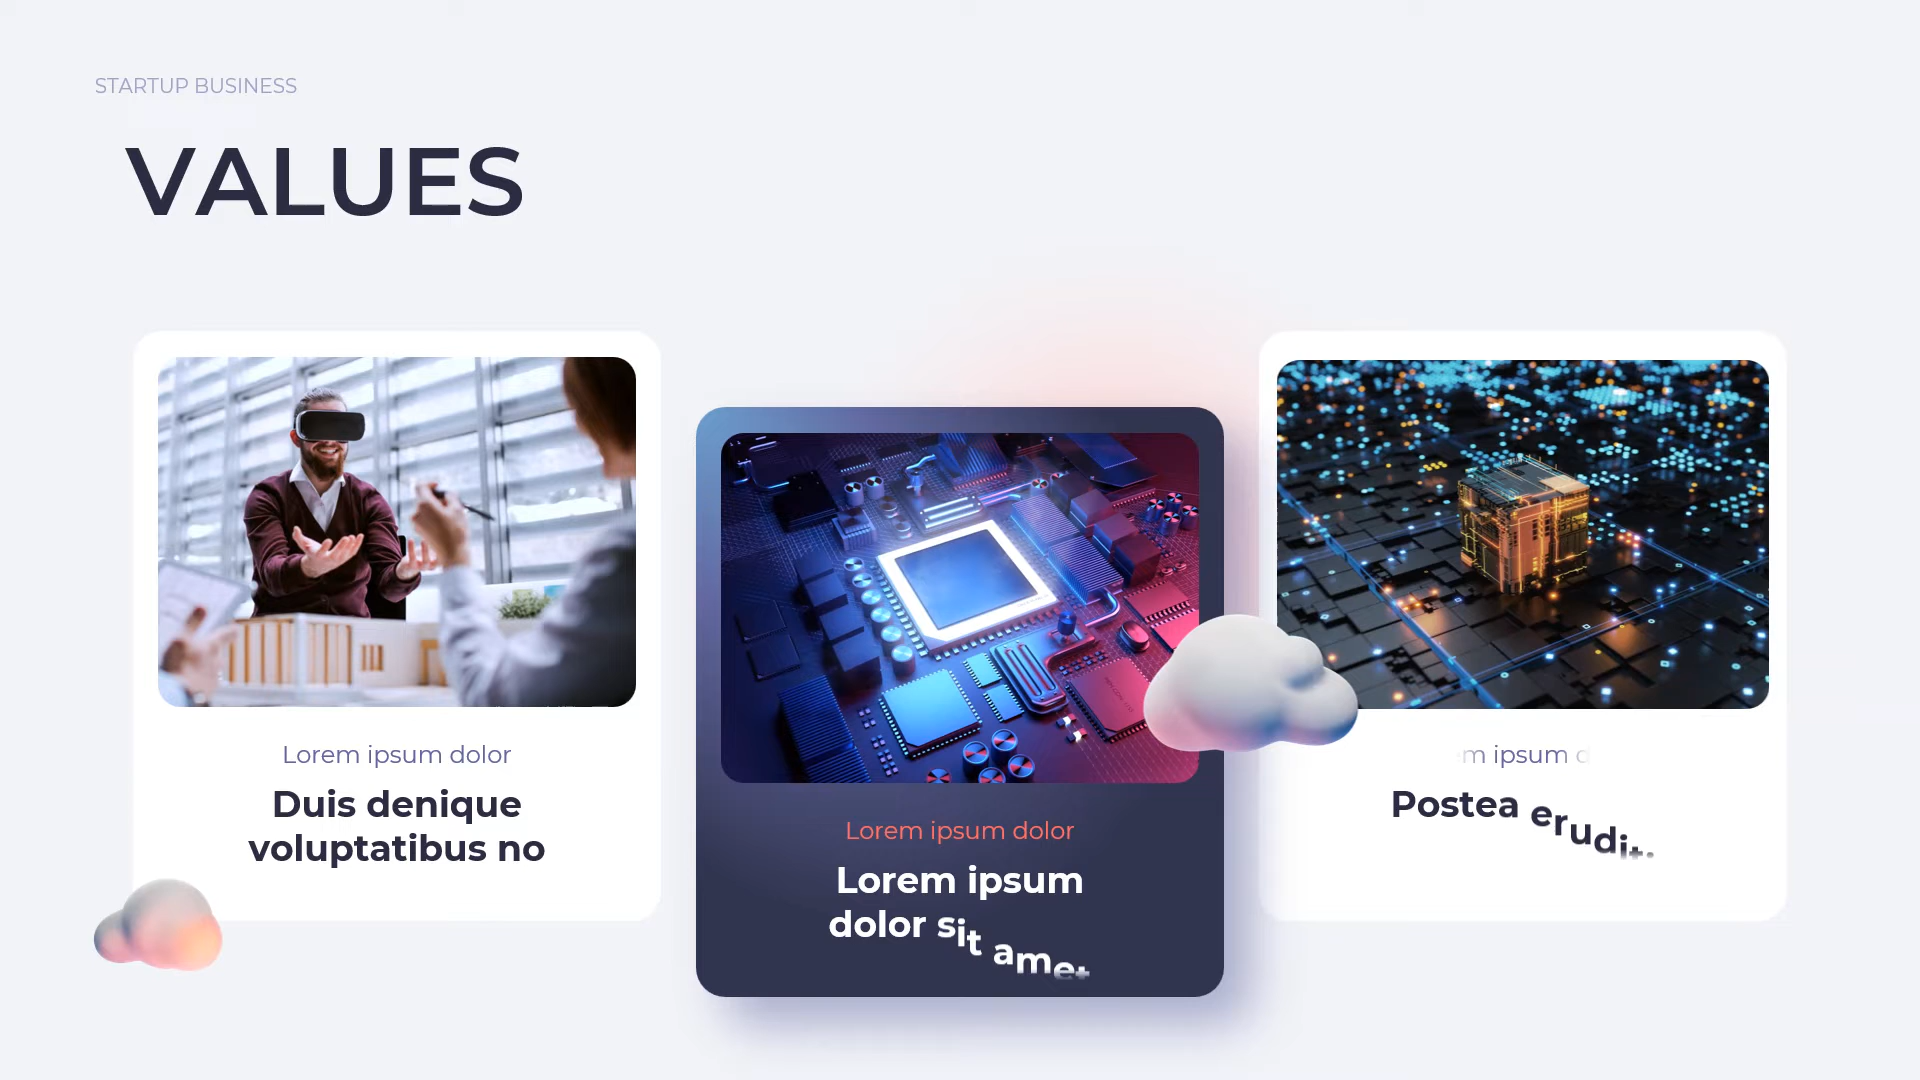 STARTUP BUSINESS
VALUES
Lorem ipsum dolor
Duis denique
voluptatibus no
Lorem ipsum dolor
Lorem ipsum
dolor sit amet
ipsum
Postea